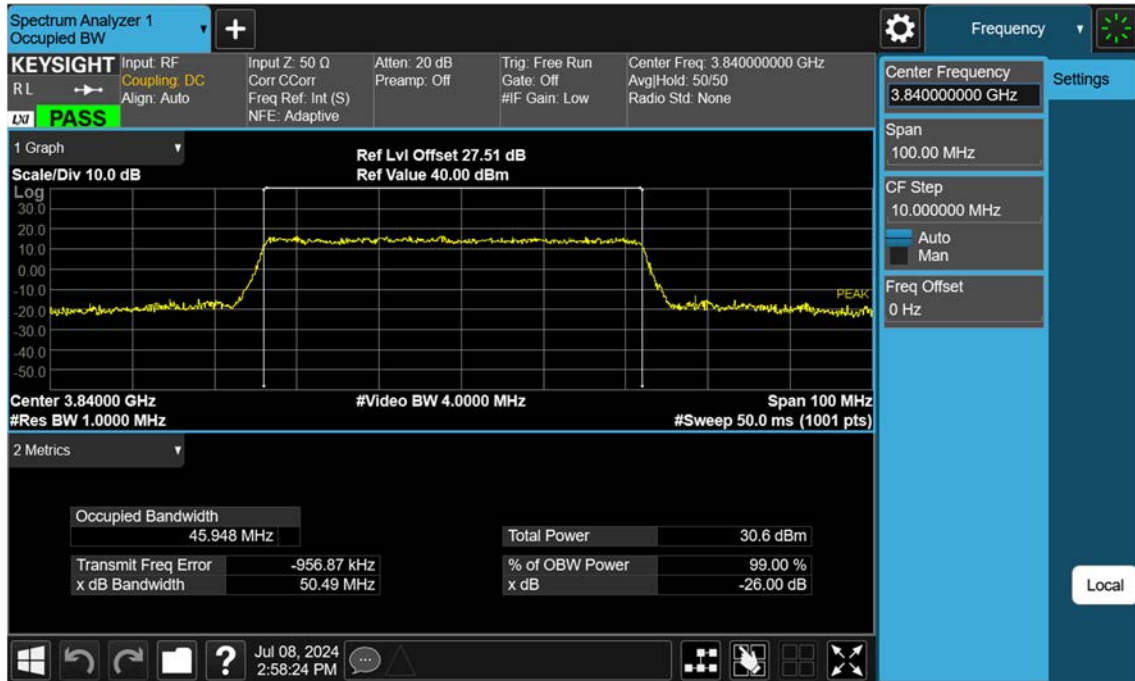 Spectrum Analyzer 1
Occupied BW
+
Frequency
KEYSIGHT
RL
LXI PASS
Input: RF
Coupling: DC
Align: Auto
Input Z: 50 Ω
Corr CCorr
Freq Ref: Int (S)
NFE: Adaptive
Atten: 20 dB
Preamp: Off
Trig: Free Run
Gate: Off
#IF Gain: Low
Center Freq: 3.840000000 GHz
Avg|Hold: 50/50
Radio Std: None
1 Graph
Scale/Div 10.0 dB
Ref Lvl Offset 27.51 dB
Ref Value 40.00 dBm
Log
30.0
20.0
10.0
0.00
-10.0
-20.0
-30.0
-40.0
-50.0
PEAK
Center 3.84000 GHz
#Video BW 4.0000 MHz
Span 100 MHz
#Res BW 1.0000 MHz
#Sweep 50.0 ms (1001 pts)
2 Metrics
Occupied Bandwidth
45.948 MHz
Total Power 30.6 dBm
Transmit Freq Error -956.87 kHz
% of OBW Power 99.00 %
x dB Bandwidth 50.49 MHz
x dB -26.00 dB
Center Frequency
3.840000000 GHz
Settings
Span
100.00 MHz
CF Step
10.000000 MHz
Auto
Man
Freq Offset
0 Hz
Local
?
Jul 08, 2024
2:58:24 PM